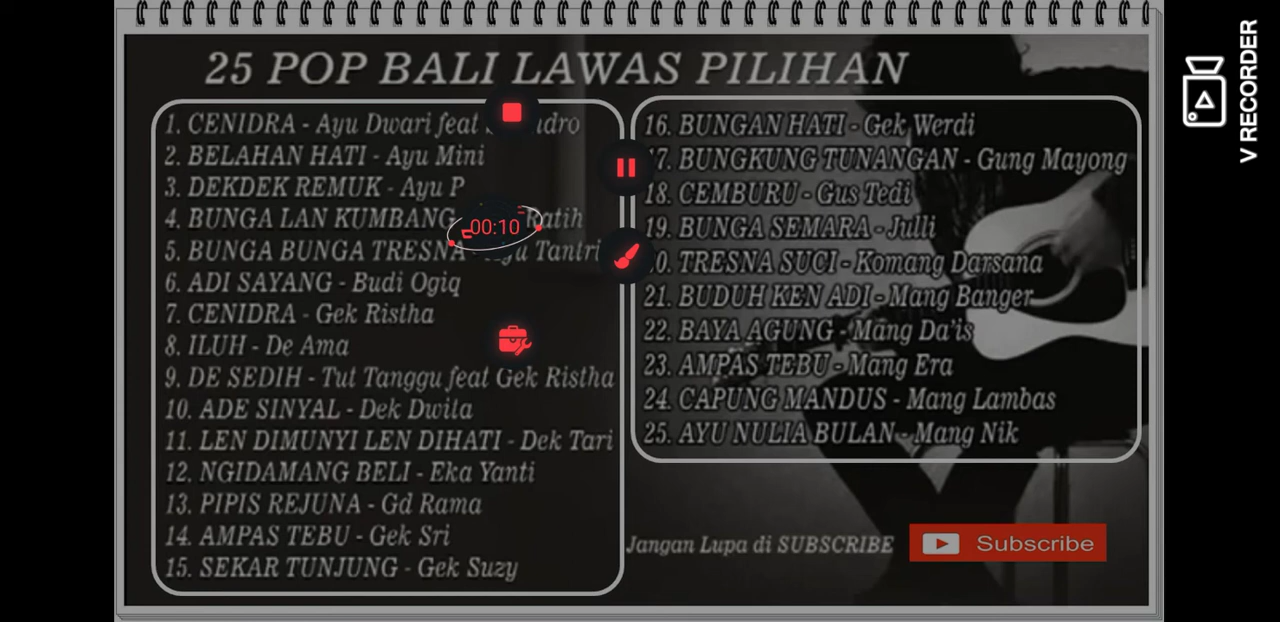 25 POP BALI LAWAS PILIHAN
1. CENIDRA - Ayu Dwari feat
2. BELAHAN HATI - Ayu Mini
3. DEKDEK REMUK - Ayu P
4. BUNGA LAN KUMBANG Ratih
5. BUNGA BUNGA TRESNA - Ayu Tantri
6. ADI SAYANG - Budi Ogiq
7. CENIDRA - Gek Ristha
8. ILUH - De Ama
9. DE SEDIH - Tut Tanggu feat Gek Ristha
10. ADE SINYAL - Dek Dwita
11. LEN DIMUNYI LEN DIHATI - Dek Tari
12. NGIDAMANG BELI - Eka Yanti
13. PIPIS REJUNA - Gd Rama
14. AMPAS TEBU - Gek Sri
15. SEKAR TUNJUNG - Gek Suzy
16. BUNGAN HATI - Gek Werdi
17. BUNGKUNG TUNANGAN - Gung Mayong
18. CEMBURU - Gus Tedi
19. BUNGA SEMARA - Julli
20. TRESNA SUCI - Komang Darsana
21. BUDUH KEN ADI - Mang Banger
22. BAYA AGUNG - Mang Da'is
23. AMPAS TEBU - Mang Era
24. CAPUNG MANDUS - Mang Lambas
25. AYU NULIA BULAN - Mang Nik
Jangan Lupa di SUBSCRIBE
Subscribe
00:10
V RECORDER